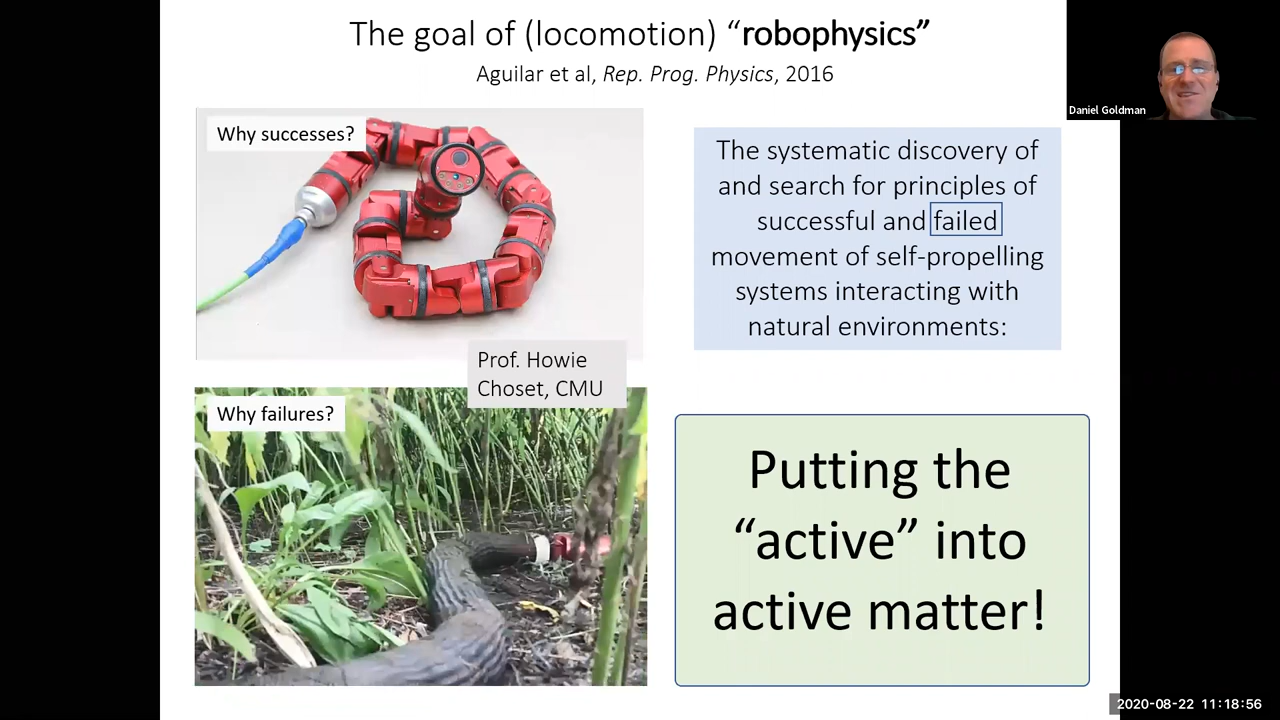 The goal of (locomotion) “robophysics”
Aguilar et al, Rep. Prog. Physics, 2016
Daniel Goldman
Why successes?
The systematic discovery of
and search for principles of
successful and failed
movement of self-propelling
systems interacting with
natural environments:
Prof. Howie
Choset, CMU
Why failures?
Putting the
“active” into
active matter!
2020-08-22 11:18:56